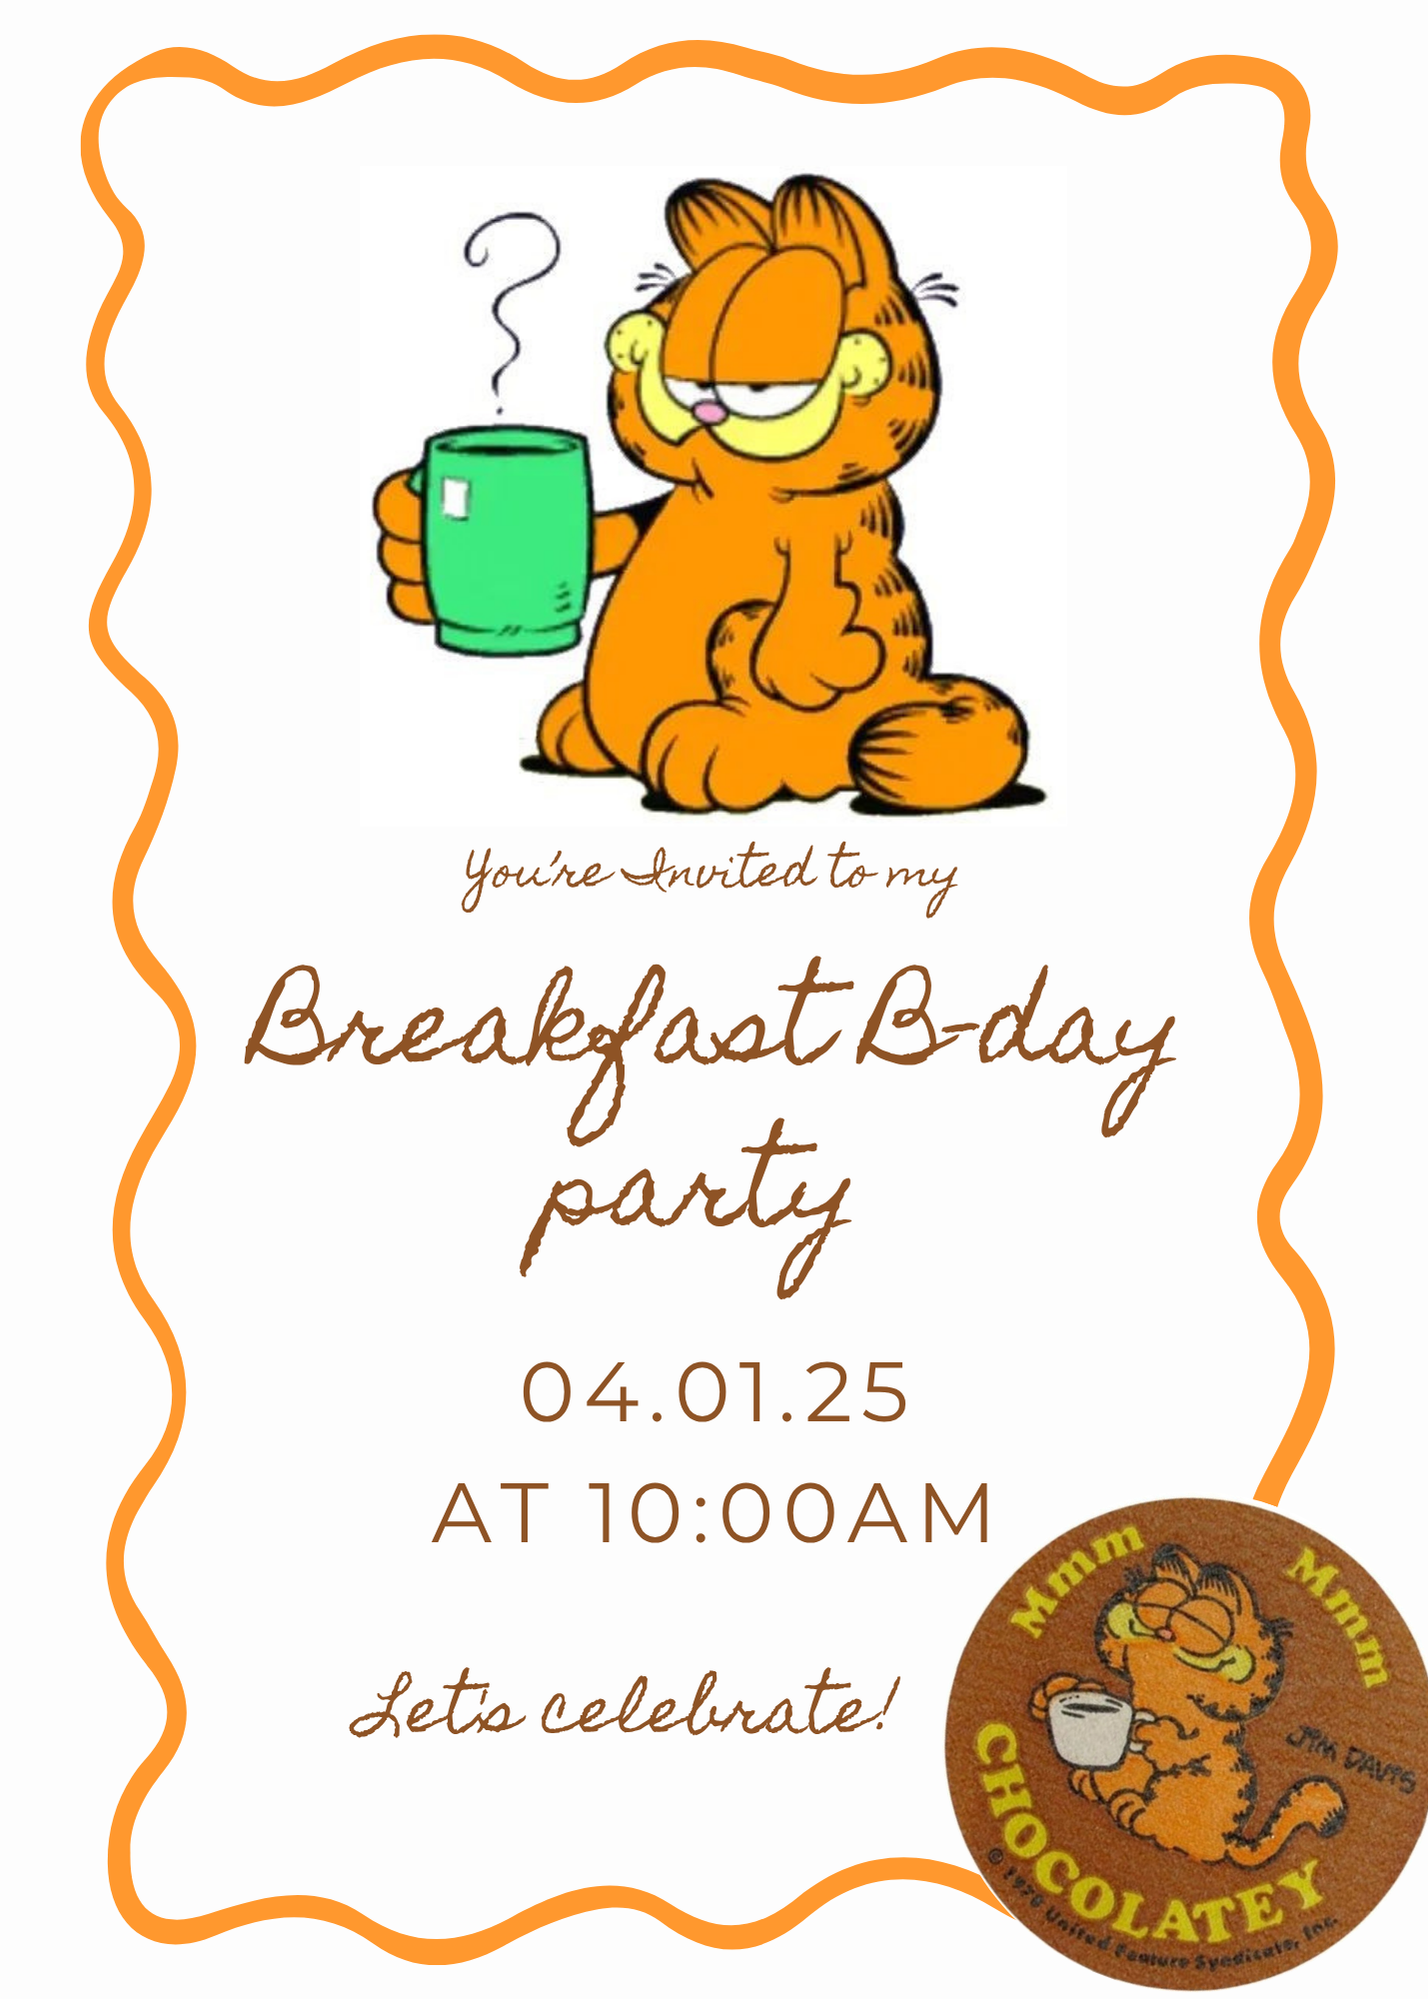 You're Invited to my
Breakfast B-day
party
04.01.25
AT 10:00AM
Let's celebrate!
Mmm
Mmm
CHOCOLATEY
JIM DAVIS
© 1978 United Feature Syndicate, Inc.